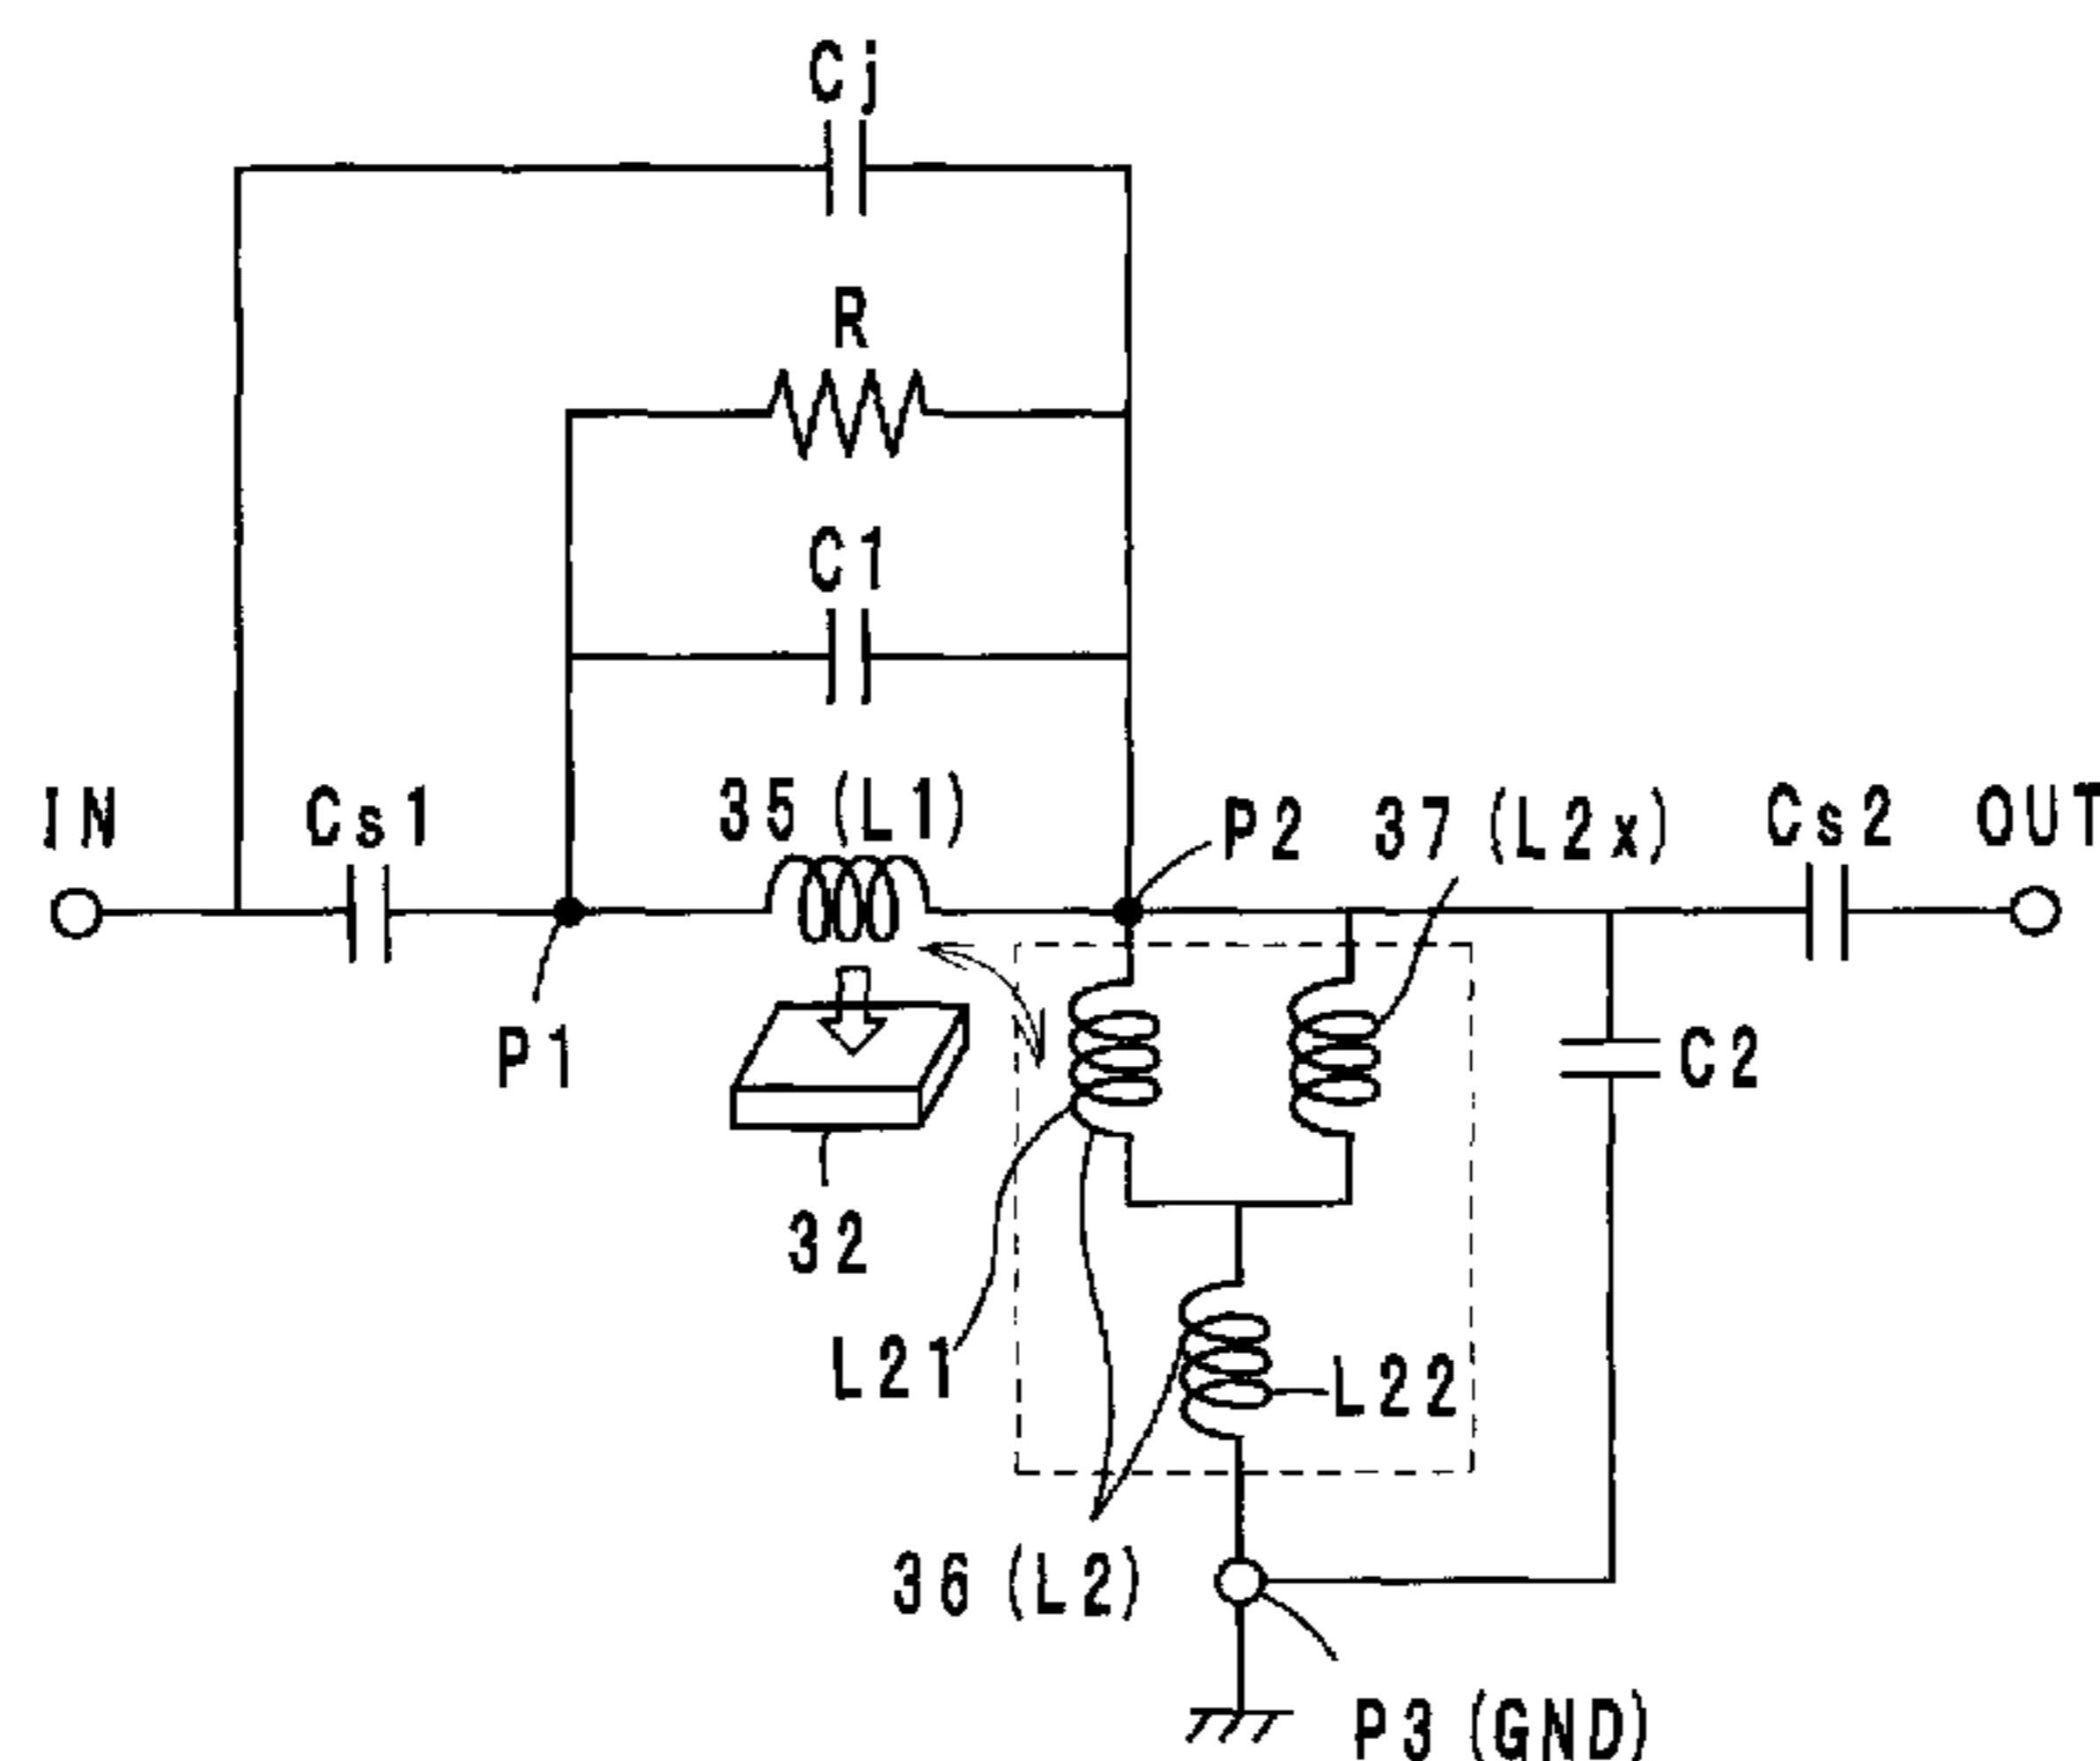 Cj
R
C1
IN
Cs1
35(L1)
P2
37(L2x)
Cs2
OUT
P1
C2
32
L21
L22
36(L2)
P3(GND)